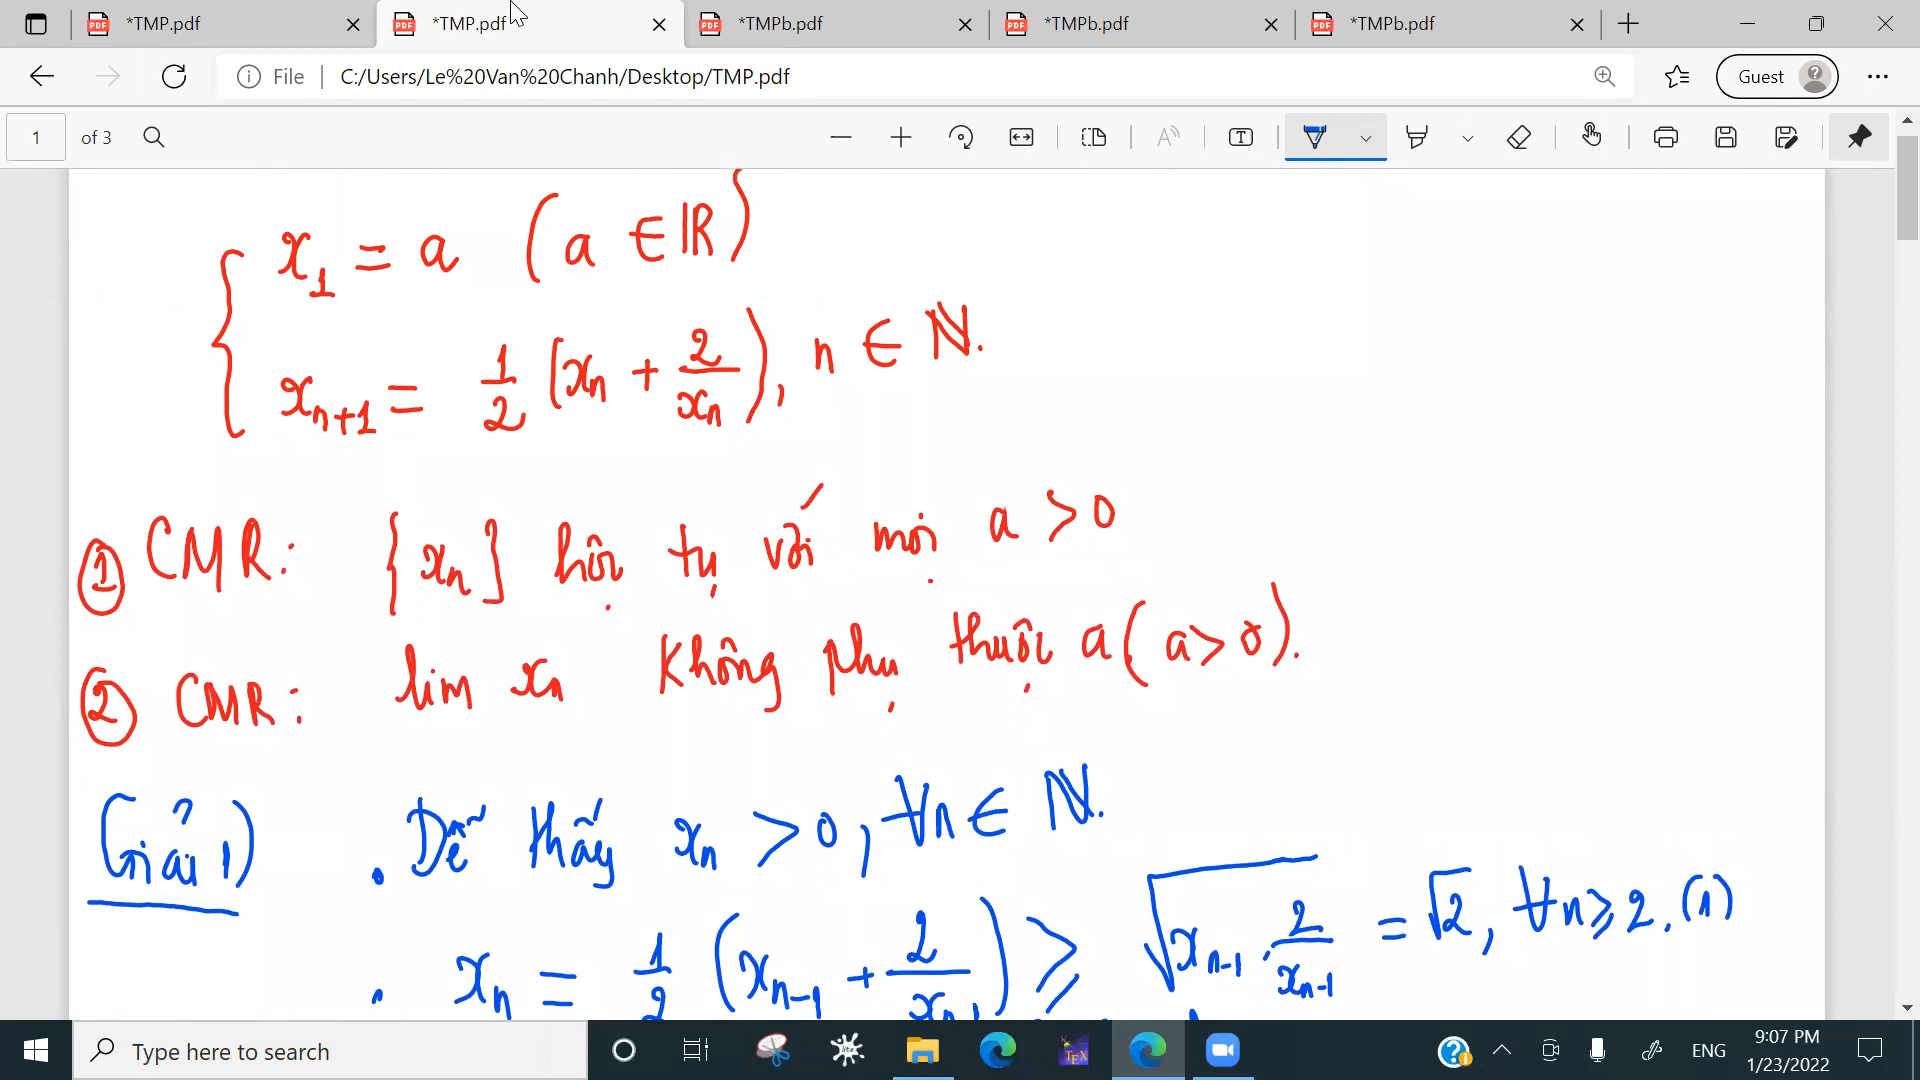 *TMP.pdf *TMP.pdf *TMPb.pdf *TMPb.pdf *TMPb.pdf
File C:/Users/Le%20Van%20Chanh/Desktop/TMP.pdf Guest
1 of 3
x₁ = a (a ∈ ℝ)
xₙ₊₁ = 1/2 (xₙ + 2/xₙ), n ∈ ℕ.
① CMR: {xₙ} hội tụ với mọi a > 0
② CMR: lim xₙ không phụ thuộc a (a > 0).
Giải 1) . Dễ thấy xₙ > 0, ∀n ∈ ℕ.
. xₙ = 1/2 (xₙ₋₁ + 2/xₙ₋₁) ≥ √(xₙ₋₁ . 2/xₙ₋₁) = √2, ∀n ≥ 2. (1)
Type here to search
ENG
9:07 PM
1/23/2022